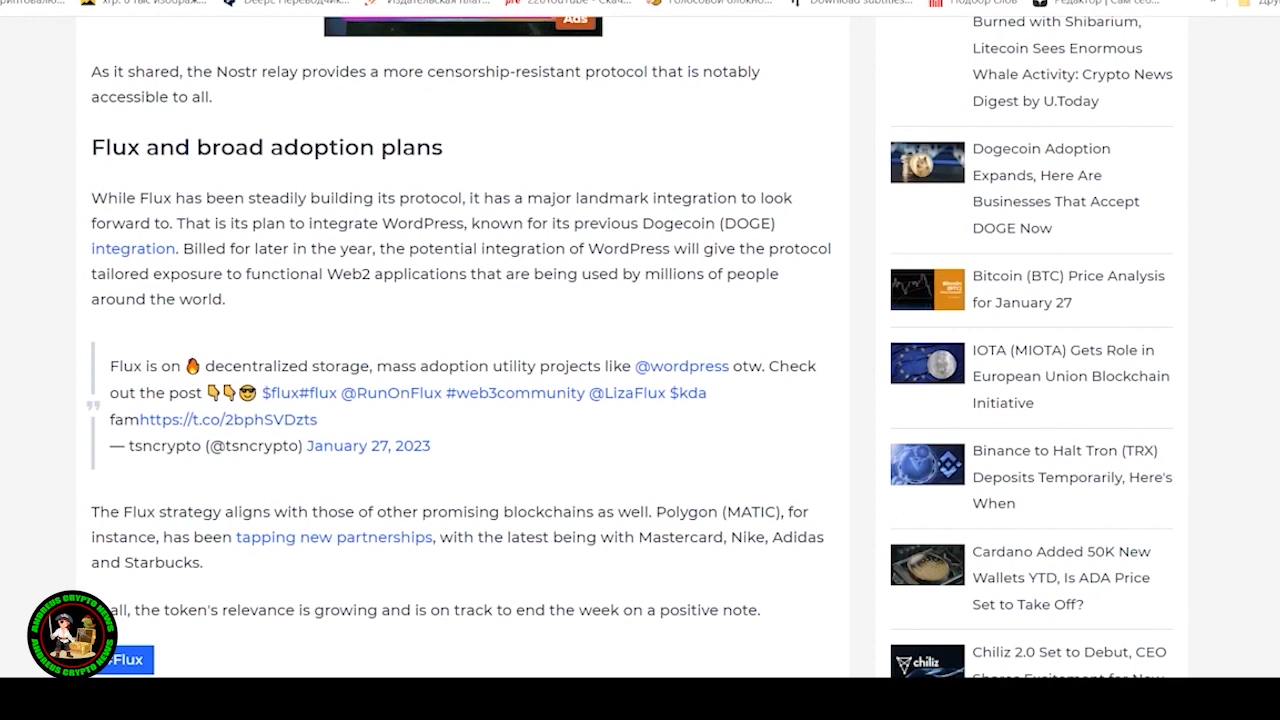 Ads
As it shared, the Nostr relay provides a more censorship-resistant protocol that is notably
accessible to all.
Flux and broad adoption plans
While Flux has been steadily building its protocol, it has a major landmark integration to look
forward to. That is its plan to integrate WordPress, known for its previous Dogecoin (DOGE)
integration. Billed for later in the year, the potential integration of WordPress will give the protocol
tailored exposure to functional Web2 applications that are being used by millions of people
around the world.
Flux is on 🔥 decentralized storage, mass adoption utility projects like @wordpress otw. Check
out the post 👇👇😎 $flux#flux @RunOnFlux #web3community @LizaFlux $kda
famhttps://t.co/2bphSVDzts
— tsncrypto (@tsncrypto) January 27, 2023
The Flux strategy aligns with those of other promising blockchains as well. Polygon (MATIC), for
instance, has been tapping new partnerships, with the latest being with Mastercard, Nike, Adidas
and Starbucks.
all, the token's relevance is growing and is on track to end the week on a positive note.
#Flux
ANDREUS CRYPTO NEWS
ANDREUS CRYPTO NEWS
Burned with Shibarium,
Litecoin Sees Enormous
Whale Activity: Crypto News
Digest by U.Today
Dogecoin Adoption
Expands, Here Are
Businesses That Accept
DOGE Now
Bitcoin (BTC) Price Analysis
for January 27
IOTA (MIOTA) Gets Role in
European Union Blockchain
Initiative
Binance to Halt Tron (TRX)
Deposits Temporarily, Here's
When
Cardano Added 50K New
Wallets YTD, Is ADA Price
Set to Take Off?
chiliz
Chiliz 2.0 Set to Debut, CEO